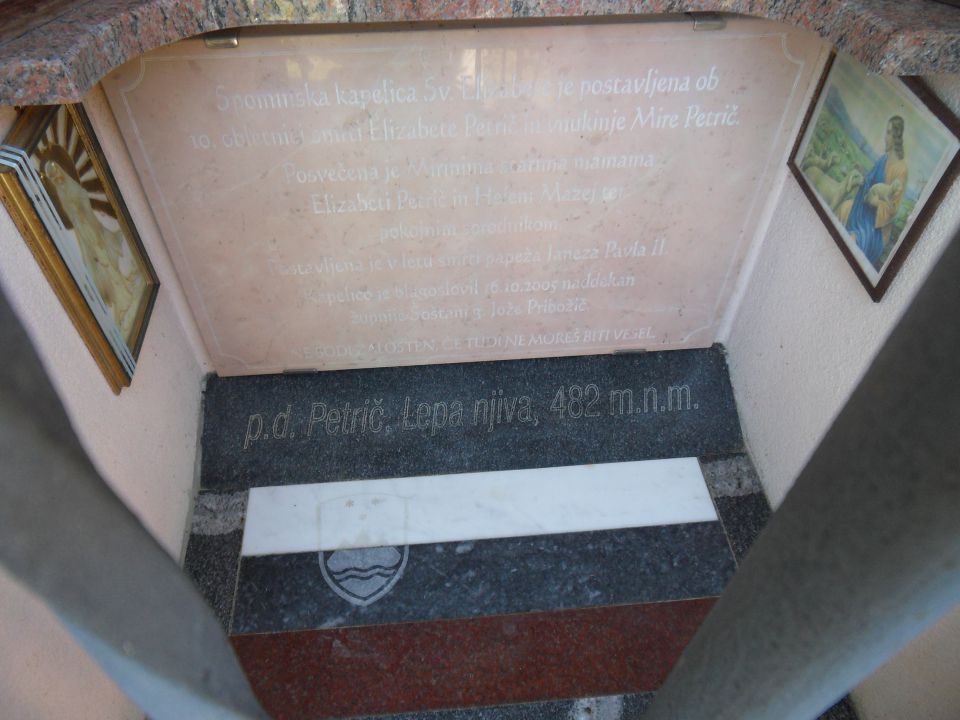 Spominska kapelica Sv. Elizabete je postavljena ob
10. obletnici smrti Elizabete Petrič in vnukinje Mire Petrič.
Posvečena je Mirinima starima mamama
Elizabeti Petrič in Heleni Mazej ter
pokojnim sorodnikom.
Postavljena je v letu smrti papeža Janeza Pavla II.
Kapelico je blagoslovil 16.10.2005 naddekan
župnije Šoštanj g. Jože Pribožič.
NE BODI ŽALOSTEN, ČE TUDI NE MOREŠ BITI VESEL.
p.d. Petrič. Lepa njiva, 482 m.n.m.